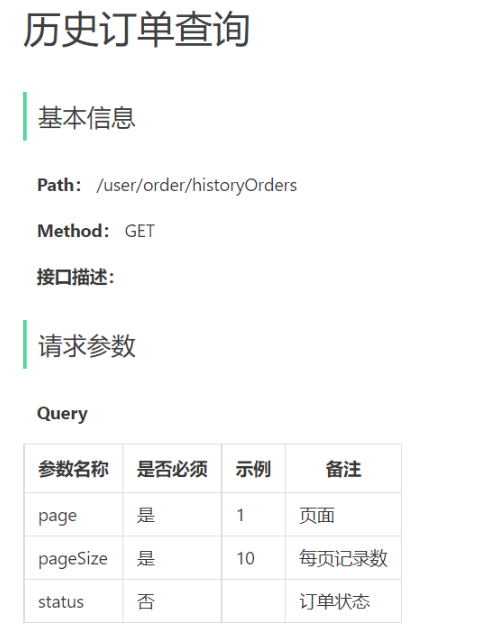 历史订单查询
基本信息
Path： /user/order/historyOrders
Method： GET
接口描述：
请求参数
Query
参数名称 是否必须 示例 备注
page 是 1 页面
pageSize 是 10 每页记录数
status 否 订单状态